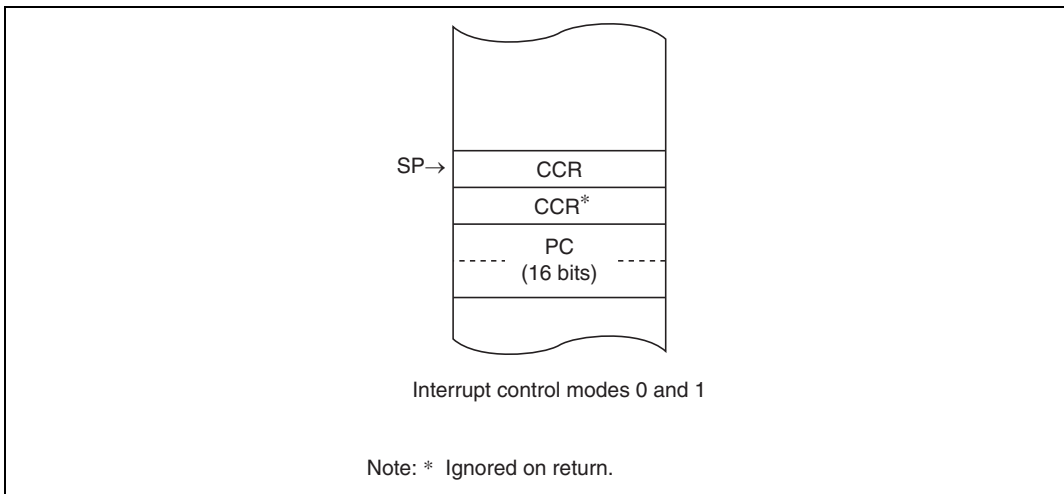 SP→ CCR
CCR*
PC
(16 bits)
Interrupt control modes 0 and 1
Note: * Ignored on return.